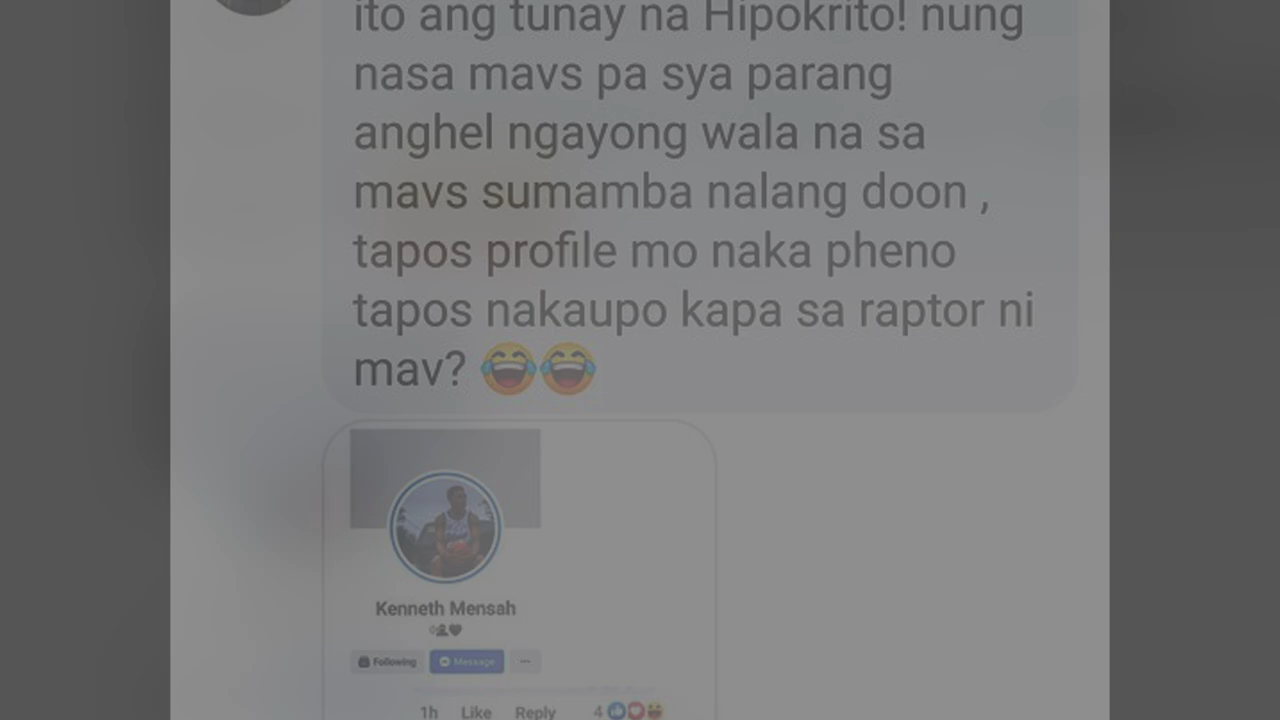 ito ang tunay na Hipokrito! nung
nasa mavs pa sya parang
anghel ngayong wala na sa
mavs sumamba nalang doon ,
tapos profile mo naka pheno
tapos nakaupo kapa sa raptor ni
mav? 😂😂
Kenneth Mensah
Following
Message
1h Like Reply 4